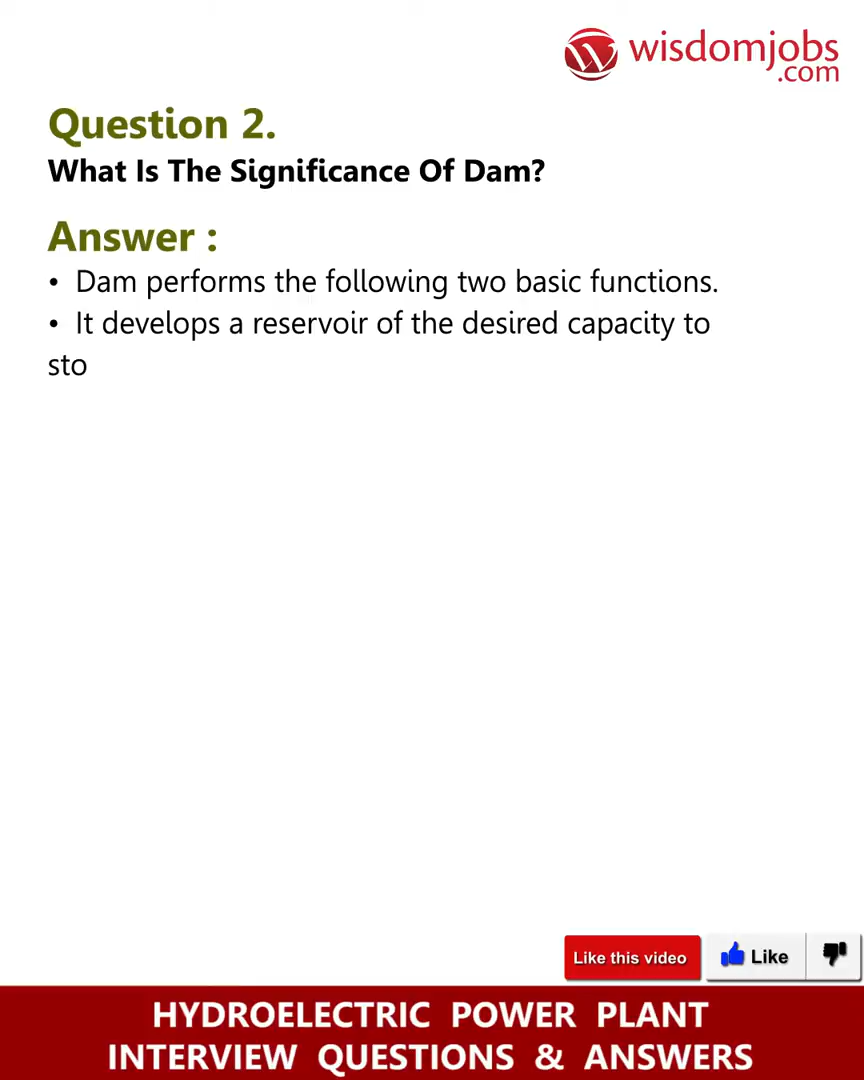 wisdomjobs
.com
Question 2.
What Is The Significance Of Dam?
Answer :
• Dam performs the following two basic functions.
• It develops a reservoir of the desired capacity to
sto
Like this video
Like
HYDROELECTRIC POWER PLANT
INTERVIEW QUESTIONS & ANSWERS